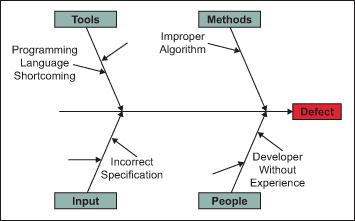 Tools
Methods
Programming
Language
Shortcoming
Improper
Algorithm
Defect
Incorrect
Specification
Developer
Without
Experience
Input
People